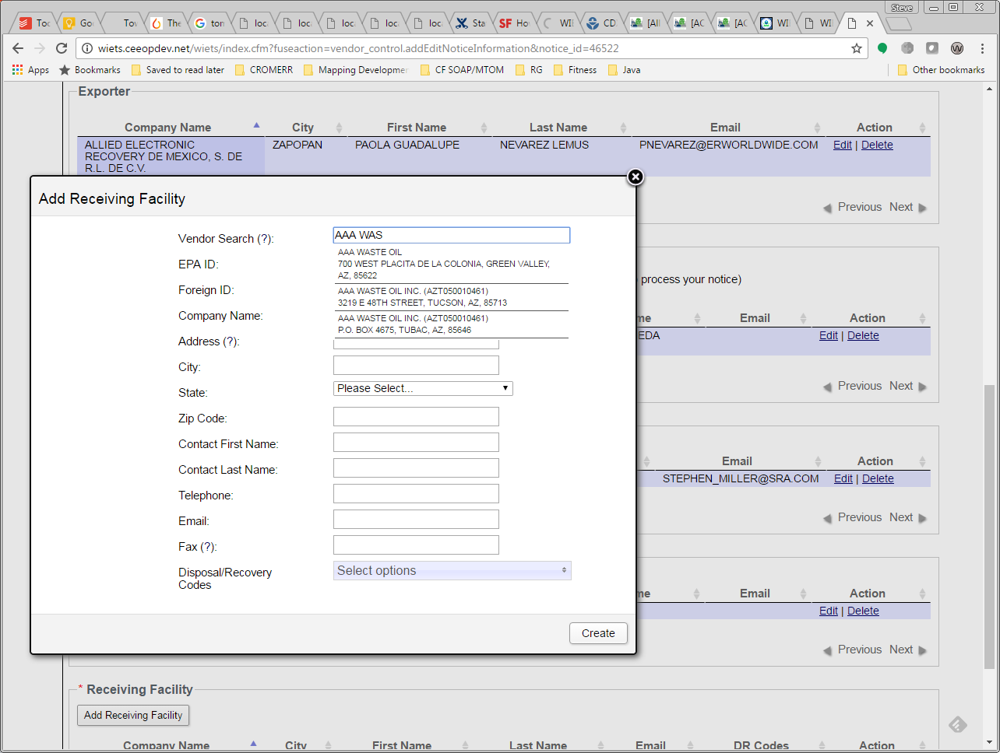 Steve
Too
Goo
Tov
The
ton
loc
loc
loc
loc
loc
Sta
SF Ho
WIE
CD
[All
[AC
[AC
WIE
WIE
wiets.ceeopdev.net/wiets/index.cfm?fuseaction=vendor_control.addEditNoticeInformation&notice_id=46522
Apps Bookmarks Saved to read later CROMERR Mapping Developmen CF SOAP/MTOM RG Fitness Java Other bookmarks
Exporter
Company Name City First Name Last Name Email Action
ALLIED ELECTRONIC ZAPOPAN PAOLA GUADALUPE NEVAREZ LEMUS PNEVAREZ@ERWORLDWIDE.COM Edit | Delete
RECOVERY DE MEXICO, S. DE
R.L. DE C.V.
Previous Next
Add Receiving Facility
Vendor Search (?): AAA WAS
AAA WASTE OIL
700 WEST PLACITA DE LA COLONIA, GREEN VALLEY,
AZ, 85622
AAA WASTE OIL INC. (AZT050010461)
3219 E 48TH STREET, TUCSON, AZ, 85713
AAA WASTE OIL INC. (AZT050010461)
P.O. BOX 4675, TUBAC, AZ, 85646
EPA ID:
Foreign ID:
Company Name:
Address (?):
City:
State: Please Select...
Zip Code:
Contact First Name:
Contact Last Name:
Telephone:
Email:
Fax (?):
Disposal/Recovery
Codes
Select options
Create
process your notice)
me Email Action
EDA Edit | Delete
Previous Next
Email Action
STEPHEN_MILLER@SRA.COM Edit | Delete
Previous Next
me Email Action
Edit | Delete
Previous Next
* Receiving Facility
Add Receiving Facility
Company Name City First Name Last Name Email DR Codes Action